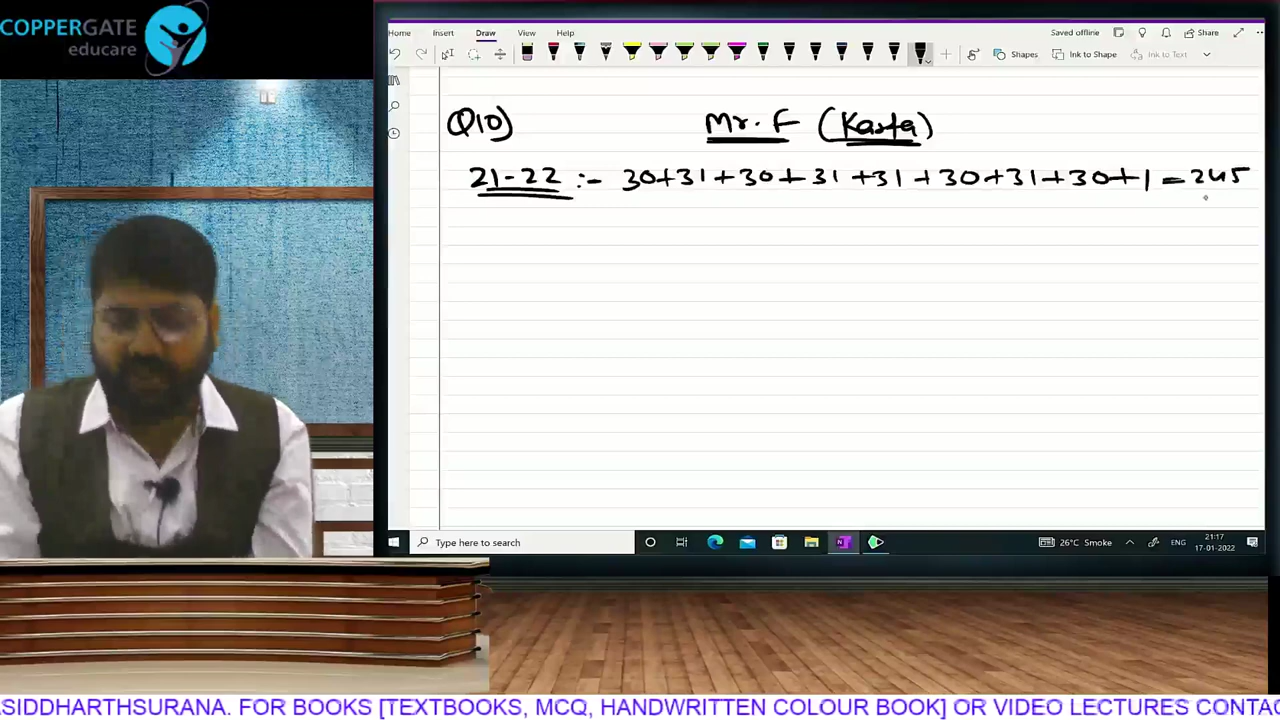 COPPERGATE
educare
Home Insert Draw View Help
Saved offline
Share
Shapes
Ink to Shape
Ink to Text
Q10) Mr. F (Karta)
21-22 :- 30+31+30+31+31+30+31+30+1=245
Type here to search
26°C Smoke
ENG
21:17
17-01-2022
ASIDDHARTHSURANA. FOR BOOKS [TEXTBOOKS, MCQ, HANDWRITTEN COLOUR BOOK] OR VIDEO LECTURES CONTAC